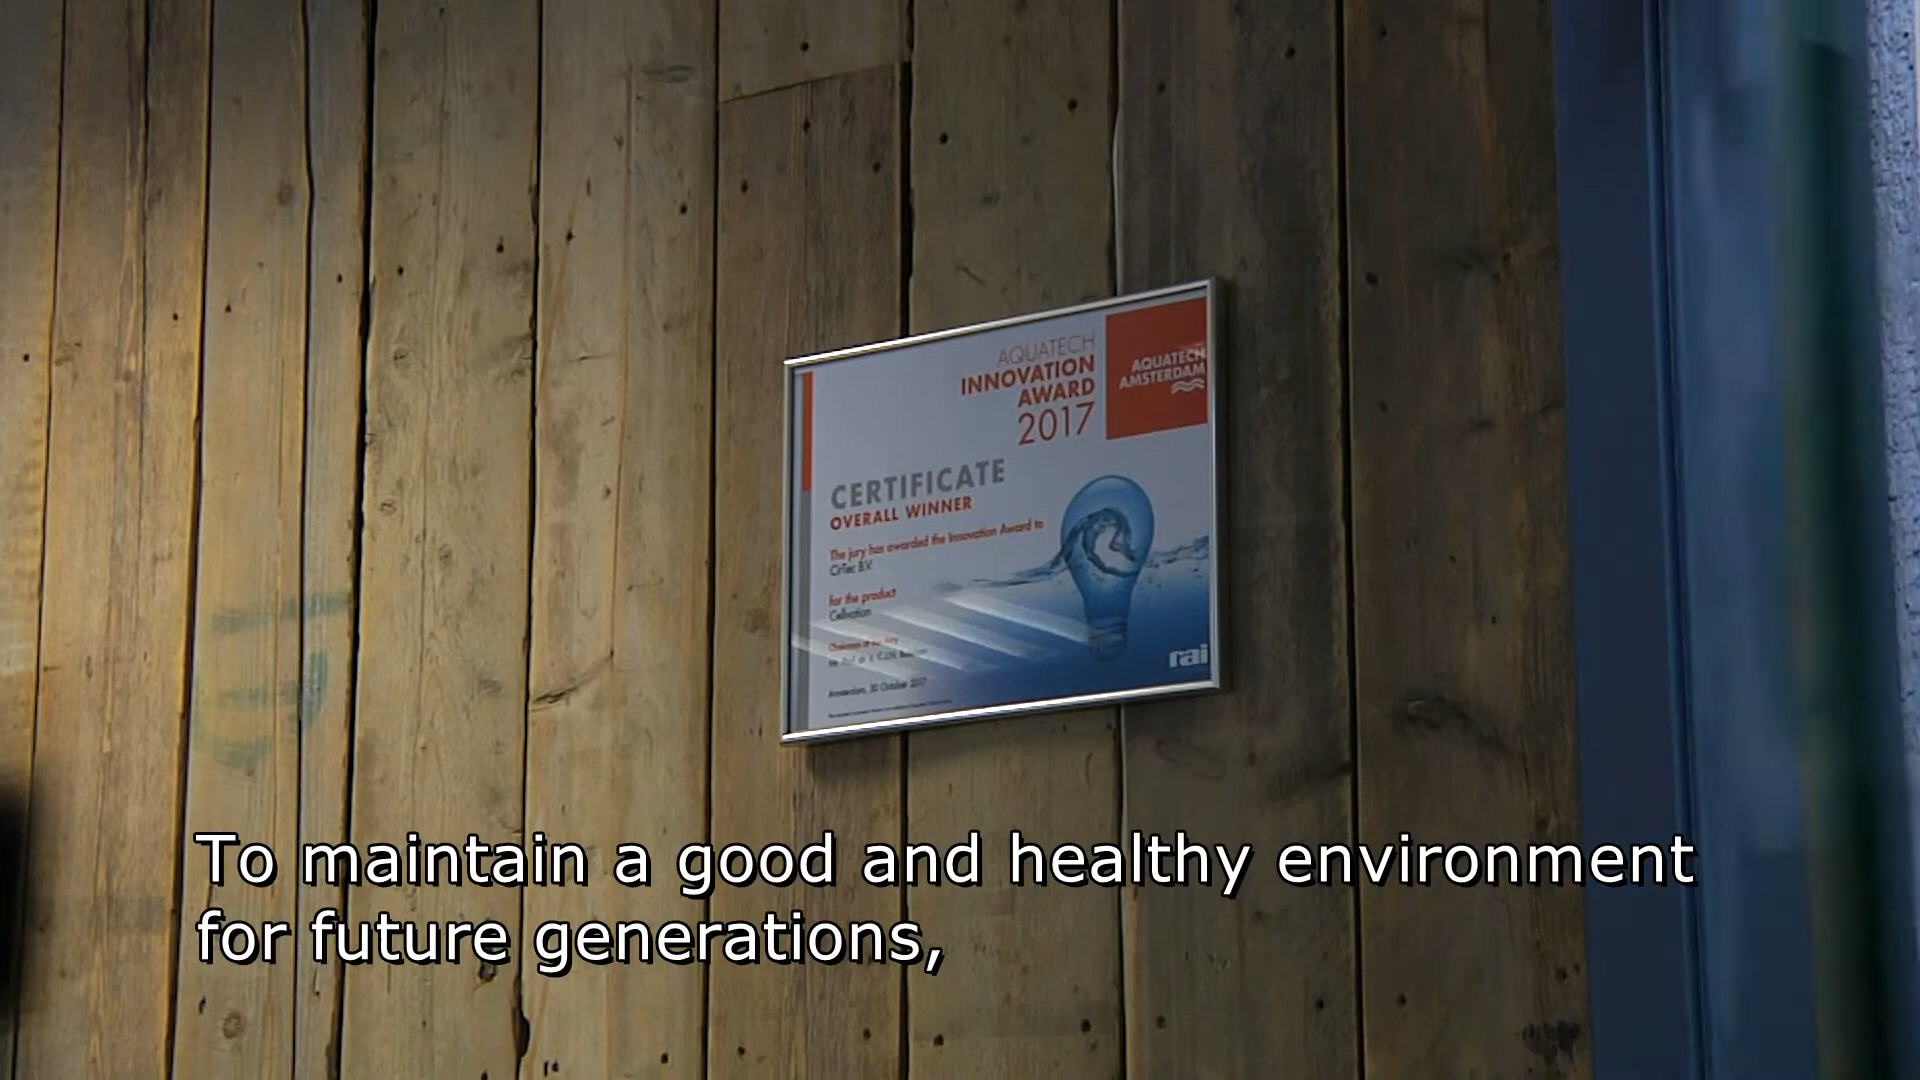 AQUATECH
INNOVATION
AWARD
2017
AQUATECH
AMSTERDAM
CERTIFICATE
OVERALL WINNER
The jury has awarded the Innovation Award to
CirTec B.V.
for the product
Cellvation
Amsterdam, 30 October 2017
rai
To maintain a good and healthy environment
for future generations,